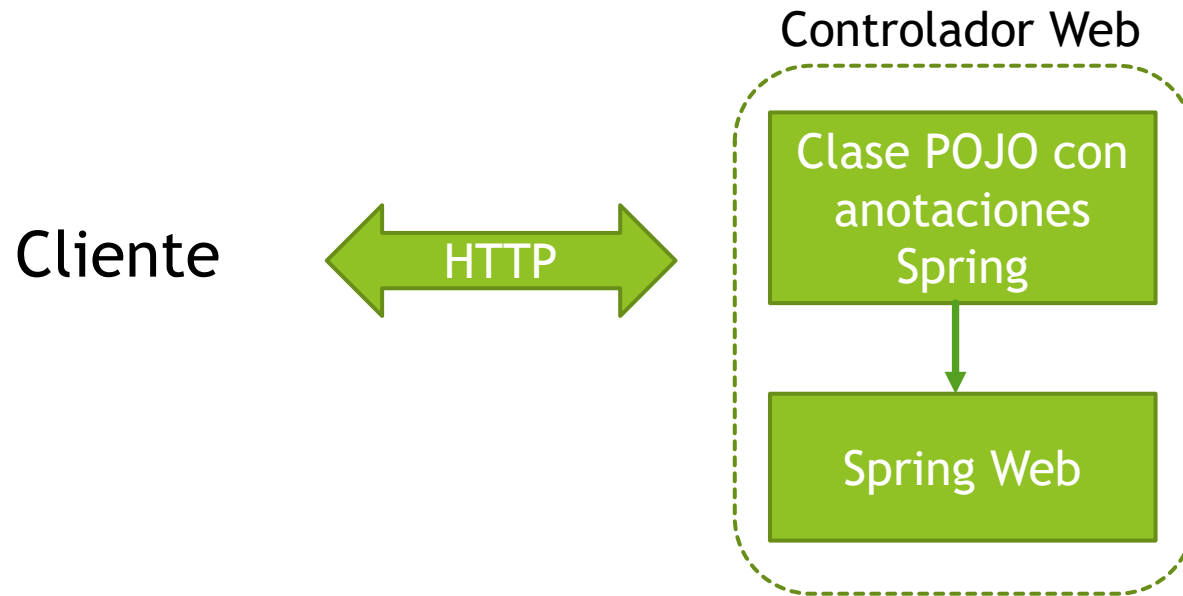 Controlador Web
Clase POJO con
anotaciones
Spring
Cliente
HTTP
Spring Web